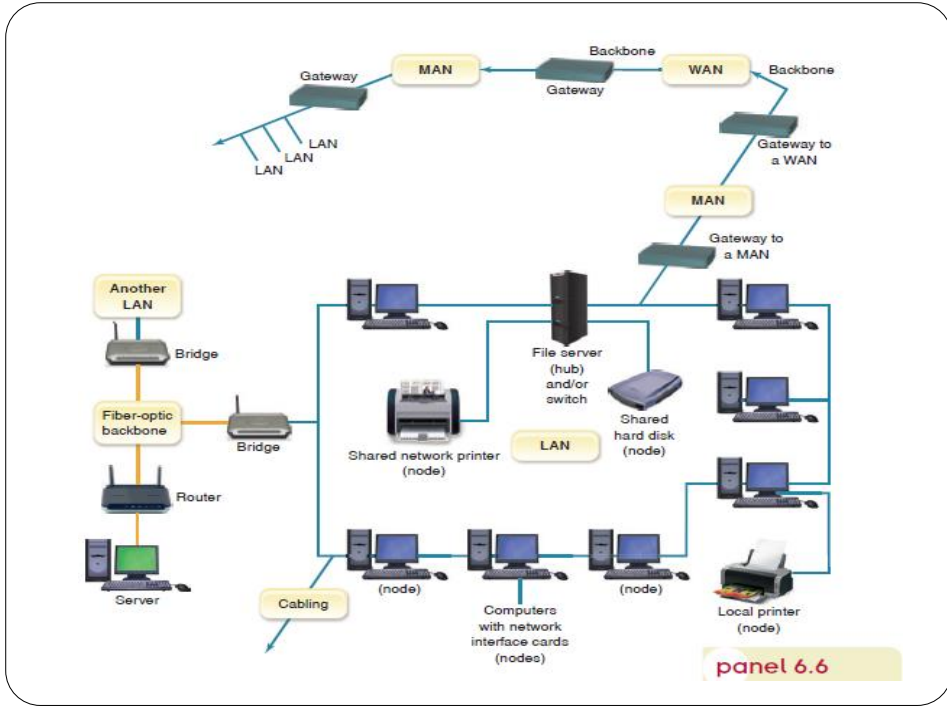 Backbone
MAN
WAN
Backbone
Gateway
Gateway
LAN
LAN
LAN
Gateway to
a WAN
MAN
Gateway to
a MAN
Another
LAN
Bridge
File server
(hub)
and/or
switch
Fiber-optic
backbone
Bridge
Shared network printer
(node)
LAN
Shared
hard disk
(node)
Router
Server
Cabling
(node)
Computers
with network
interface cards
(nodes)
(node)
Local printer
(node)
panel 6.6